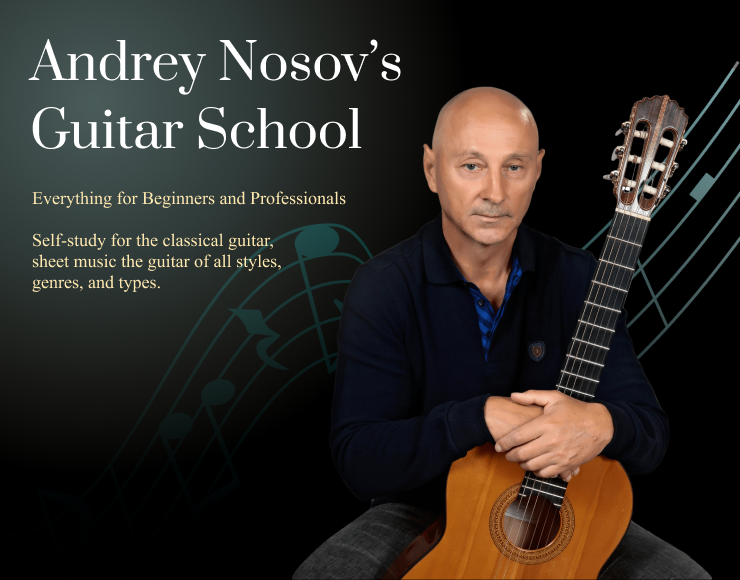 Andrey Nosov’s
Guitar School
Everything for Beginners and Professionals
Self-study for the classical guitar,
sheet music the guitar of all styles,
genres, and types.